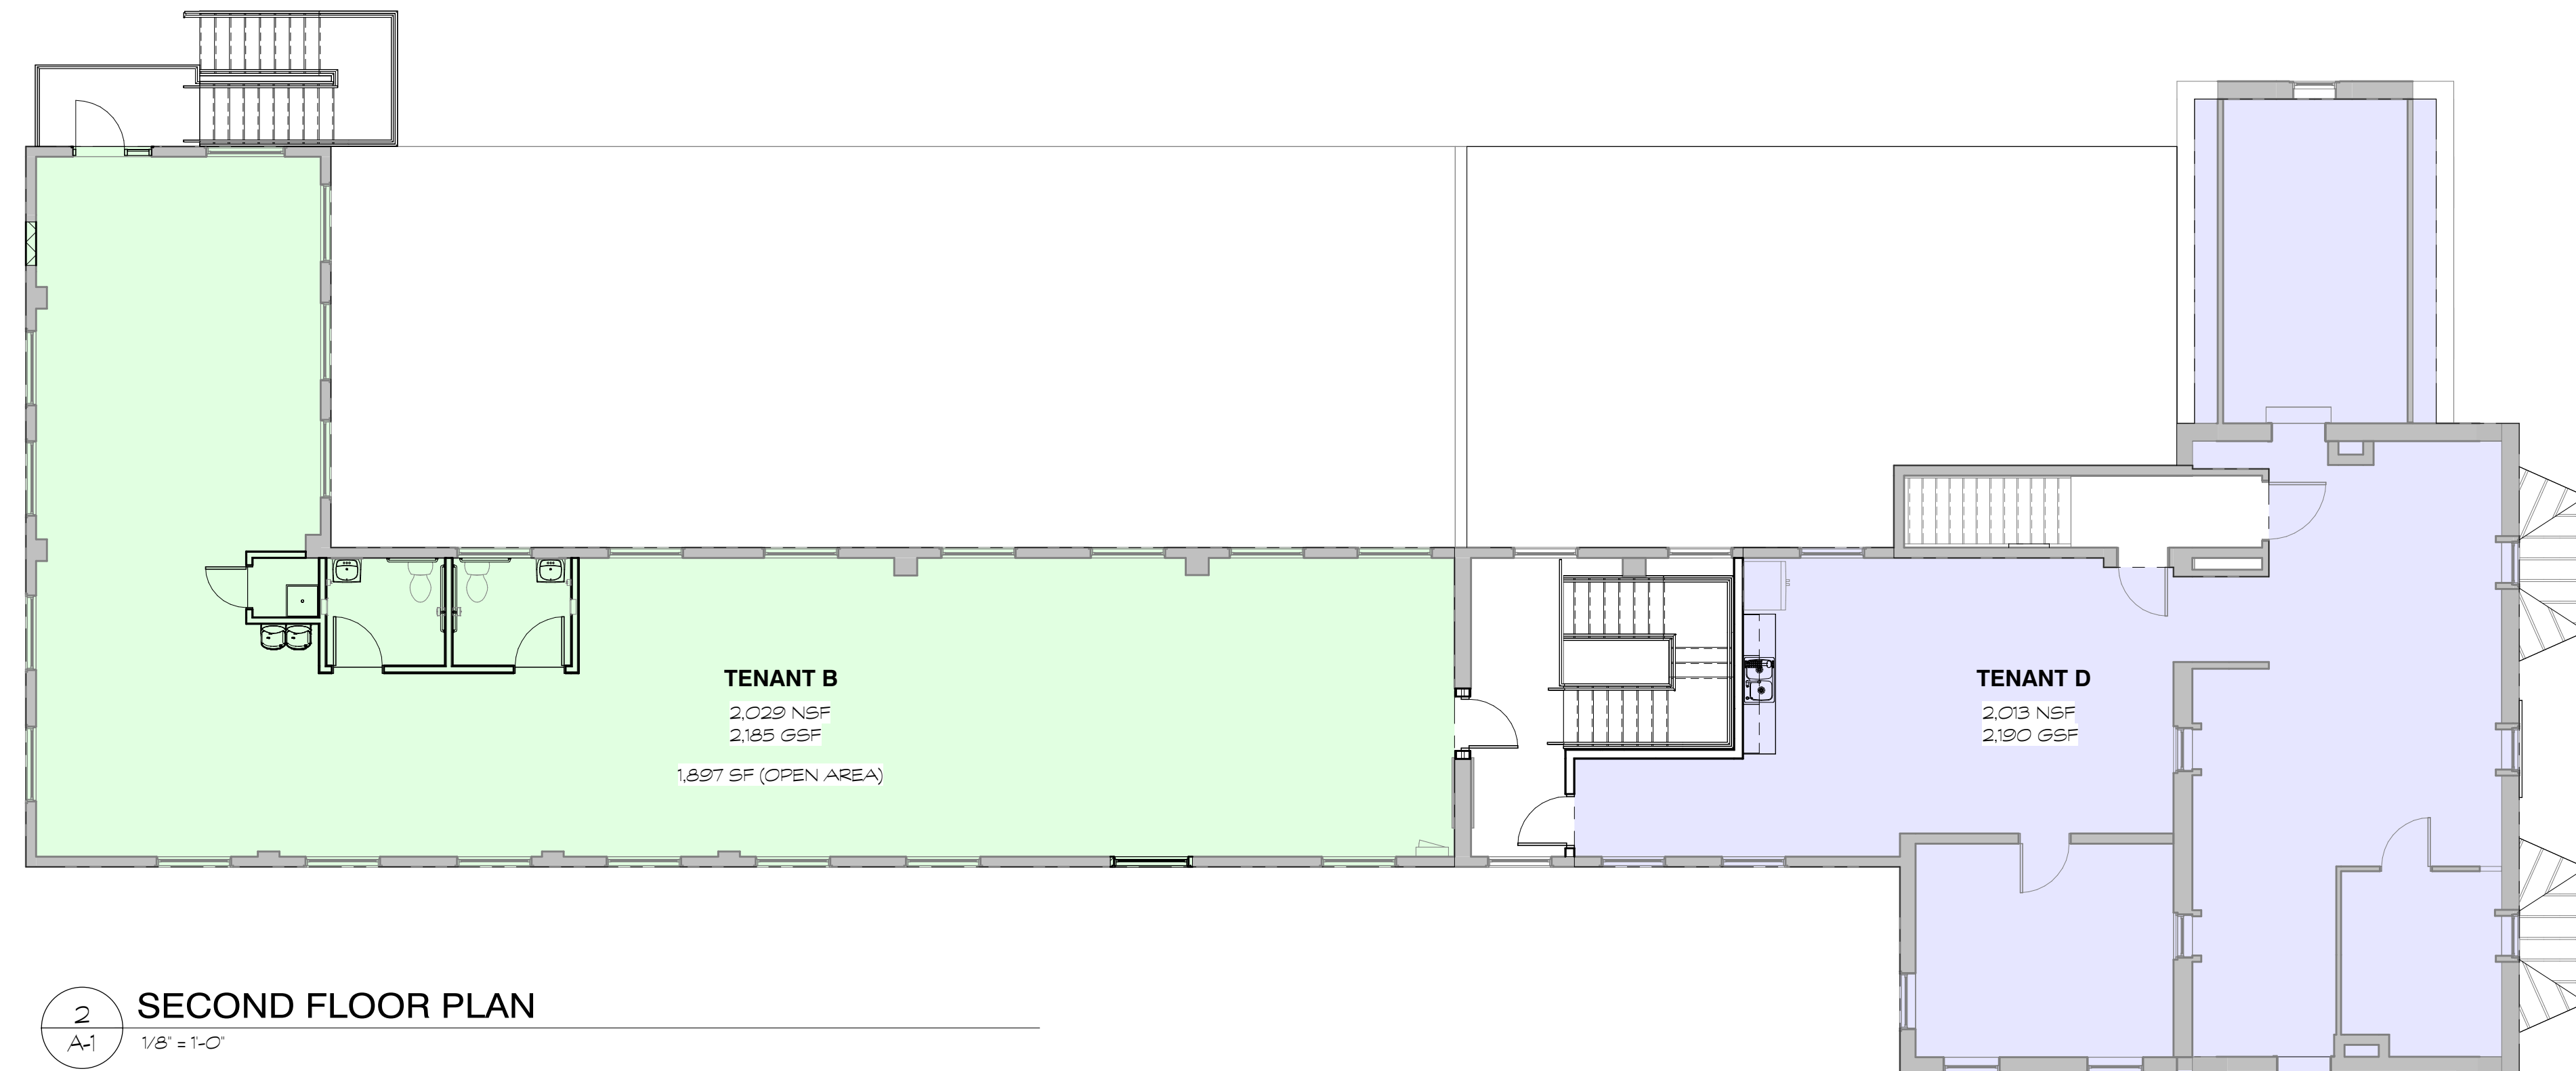 TENANT B
2,029 NSF
2,185 GSF
1,897 SF (OPEN AREA)
TENANT D
2,013 NSF
2,190 GSF
2
A-1
SECOND FLOOR PLAN
1/8" = 1'-0"